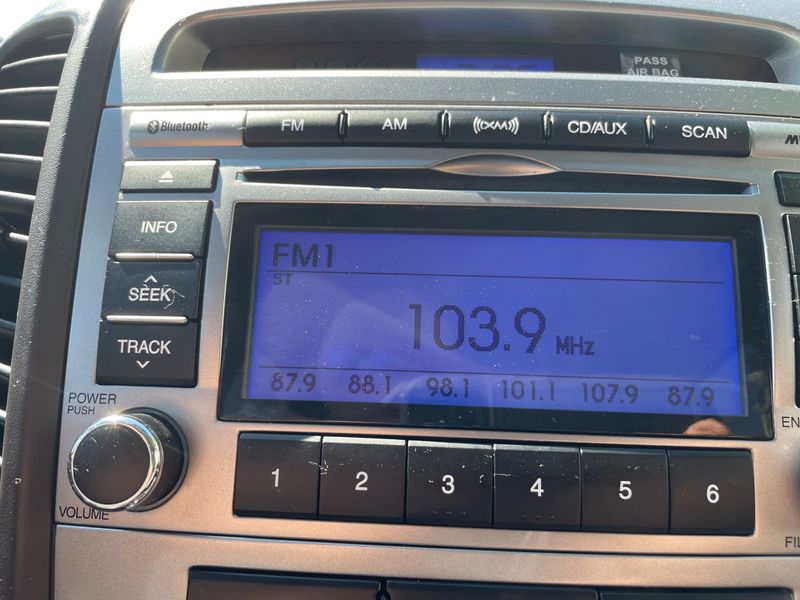 PASS
AIR BAG
Bluetooth
FM AM ((XM)) CD/AUX SCAN
INFO
SEEK
TRACK
FM1
ST
103.9 MHz
87.9 88.1 98.1 101.1 107.9 87.9
POWER
PUSH
VOLUME
1 2 3 4 5 6